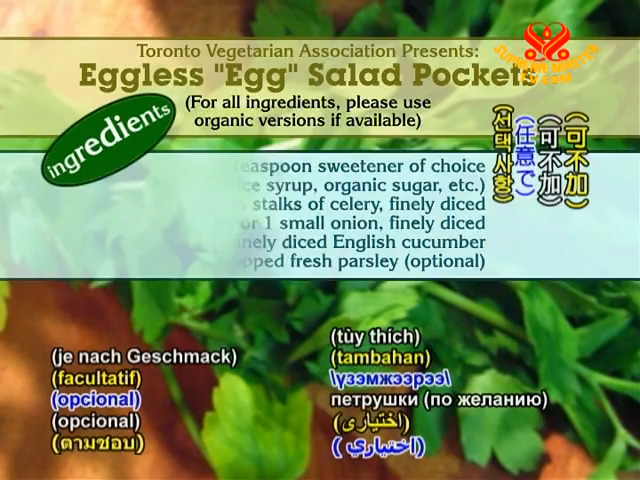 Toronto Vegetarian Association Presents:
Eggless "Egg" Salad Pockets
SUPREME MASTER
TV.COM
(For all ingredients, please use
organic versions if available)
ingredients
sweetener of choice
syrup, organic sugar, etc.)
stalks of celery, finely diced
or 1 small onion, finely diced
diced English cucumber
fresh parsley (optional)
(선택사항)
(任意で)
(可不加)
(可不加)
(je nach Geschmack)
(facultatif)
(opcional)
(opcional)
(ตามชอบ)
(tùy thích)
(tambahan)
\үзэмжээрээ\
петрушки (по желанию)
(اختیاری)
(اختياري)